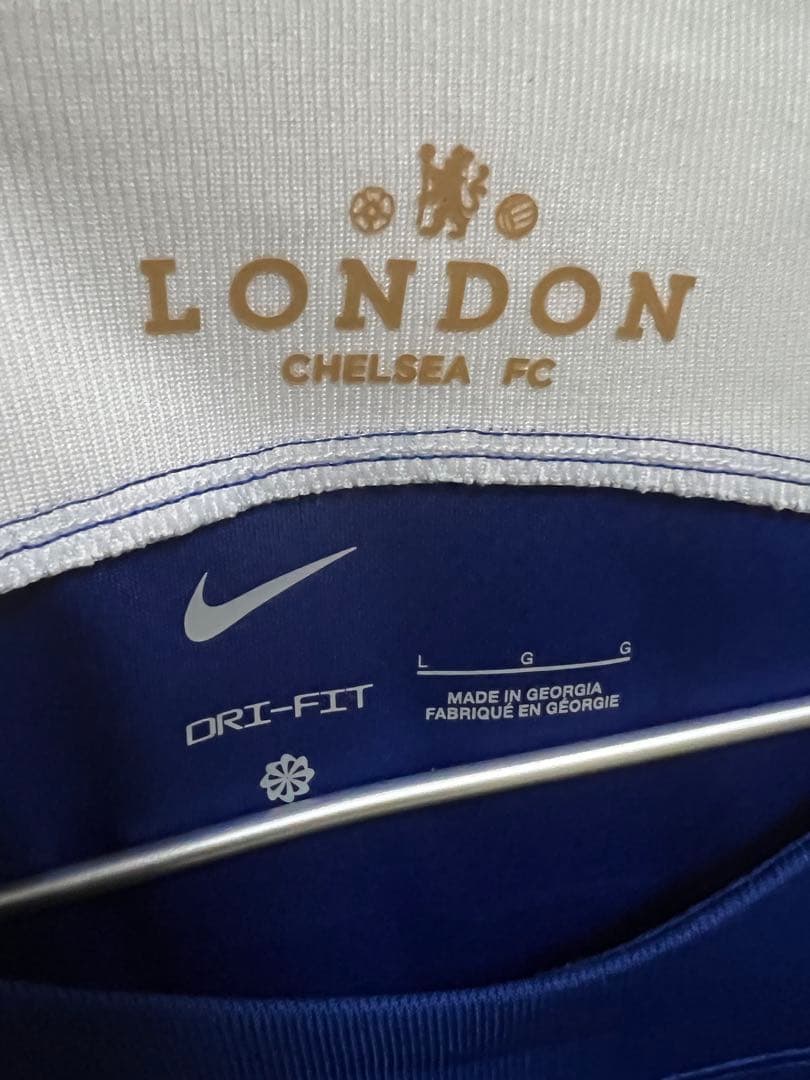 LONDON
CHELSEA FC
DRI-FIT
L G G
MADE IN GEORGIA
FABRIQUÉ EN GÉORGIE